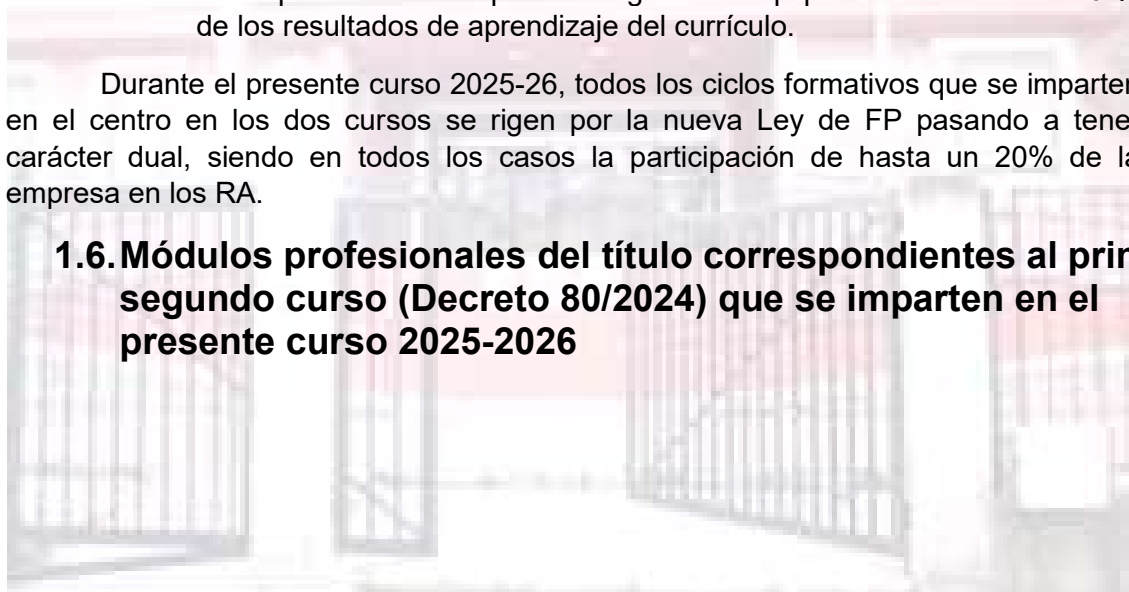 de los resultados de aprendizaje del currículo.
Durante el presente curso 2025-26, todos los ciclos formativos que se imparten
en el centro en los dos cursos se rigen por la nueva Ley de FP pasando a tene
carácter dual, siendo en todos los casos la participación de hasta un 20% de la
empresa en los RA.
1.6. Módulos profesionales del título correspondientes al prin
segundo curso (Decreto 80/2024) que se imparten en el
presente curso 2025-2026